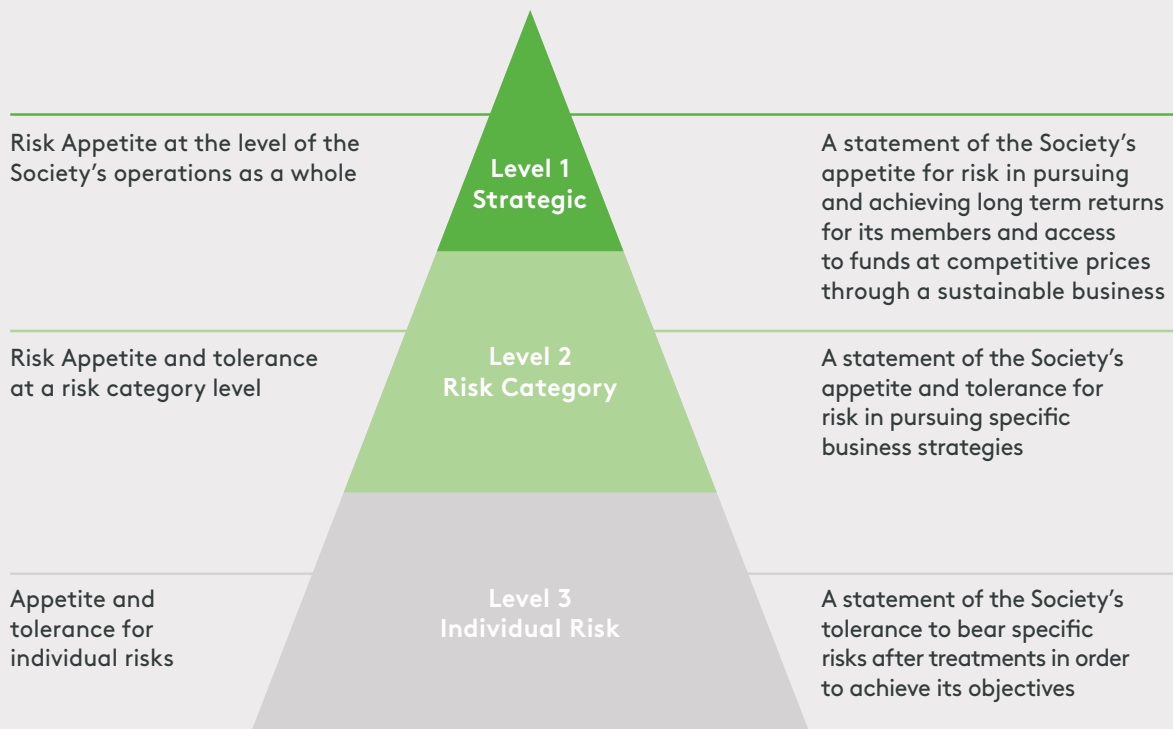 Risk Appetite at the level of the
Society’s operations as a whole
Level 1
Strategic
A statement of the Society’s
appetite for risk in pursuing
and achieving long term returns
for its members and access
to funds at competitive prices
through a sustainable business
Risk Appetite and tolerance
at a risk category level
Level 2
Risk Category
A statement of the Society’s
appetite and tolerance for
risk in pursuing specific
business strategies
Appetite and
tolerance for
individual risks
Level 3
Individual Risk
A statement of the Society’s
tolerance to bear specific
risks after treatments in order
to achieve its objectives